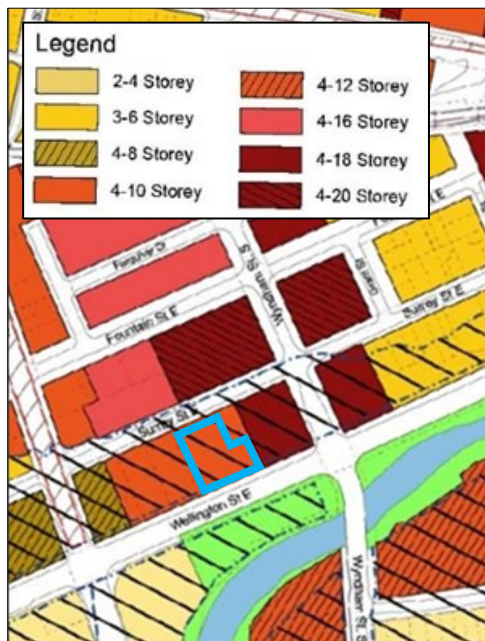 Legend
2-4 Storey
3-6 Storey
4-8 Storey
4-10 Storey
4-12 Storey
4-16 Storey
4-18 Storey
4-20 Storey
Farquhar St
Wyndham St. S
Grant St
Fountain St E
Surrey St E
Surrey St E
Wellington St E
Wyndham St. S